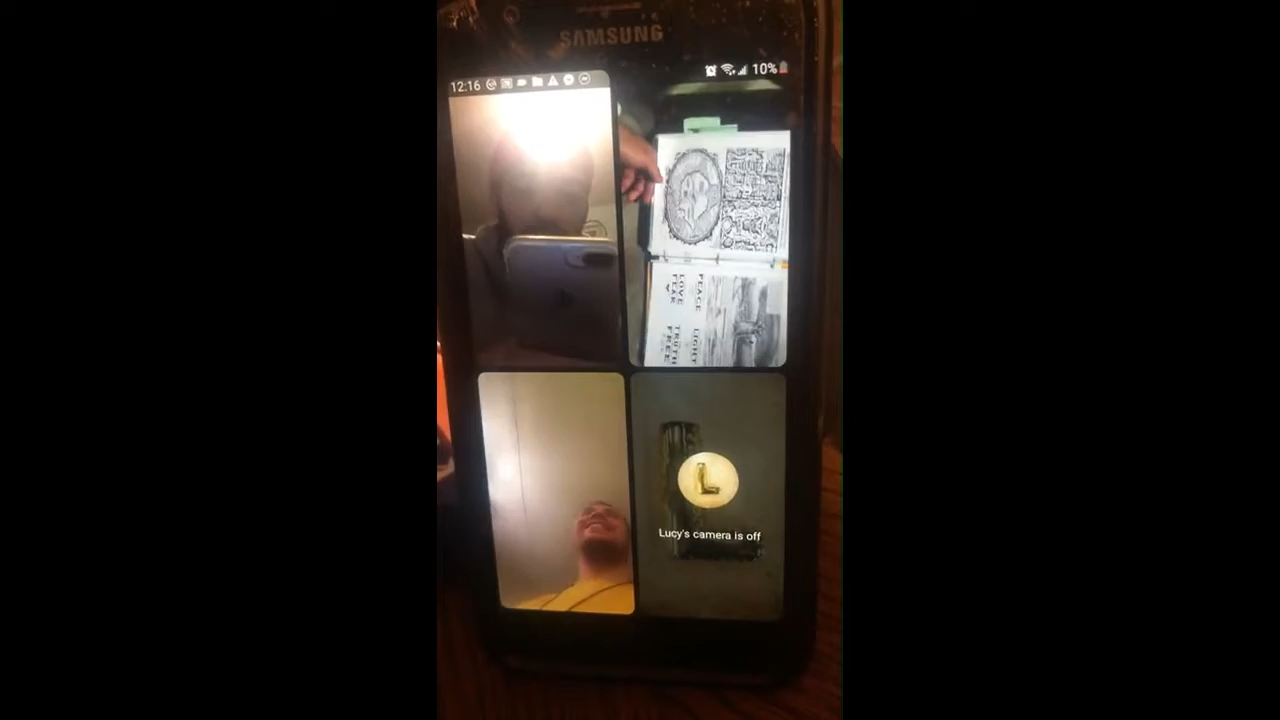 SAMSUNG
12:16
10%
PEACE LIGHT
LOVE TRUTH
FREE
L
Lucy's camera is off